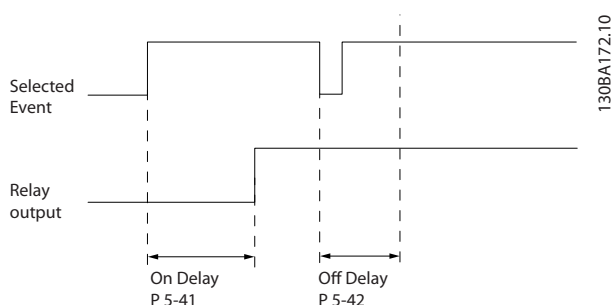 130BA172.10
Selected
Event
Relay
output
On Delay
P 5-41
Off Delay
P 5-42